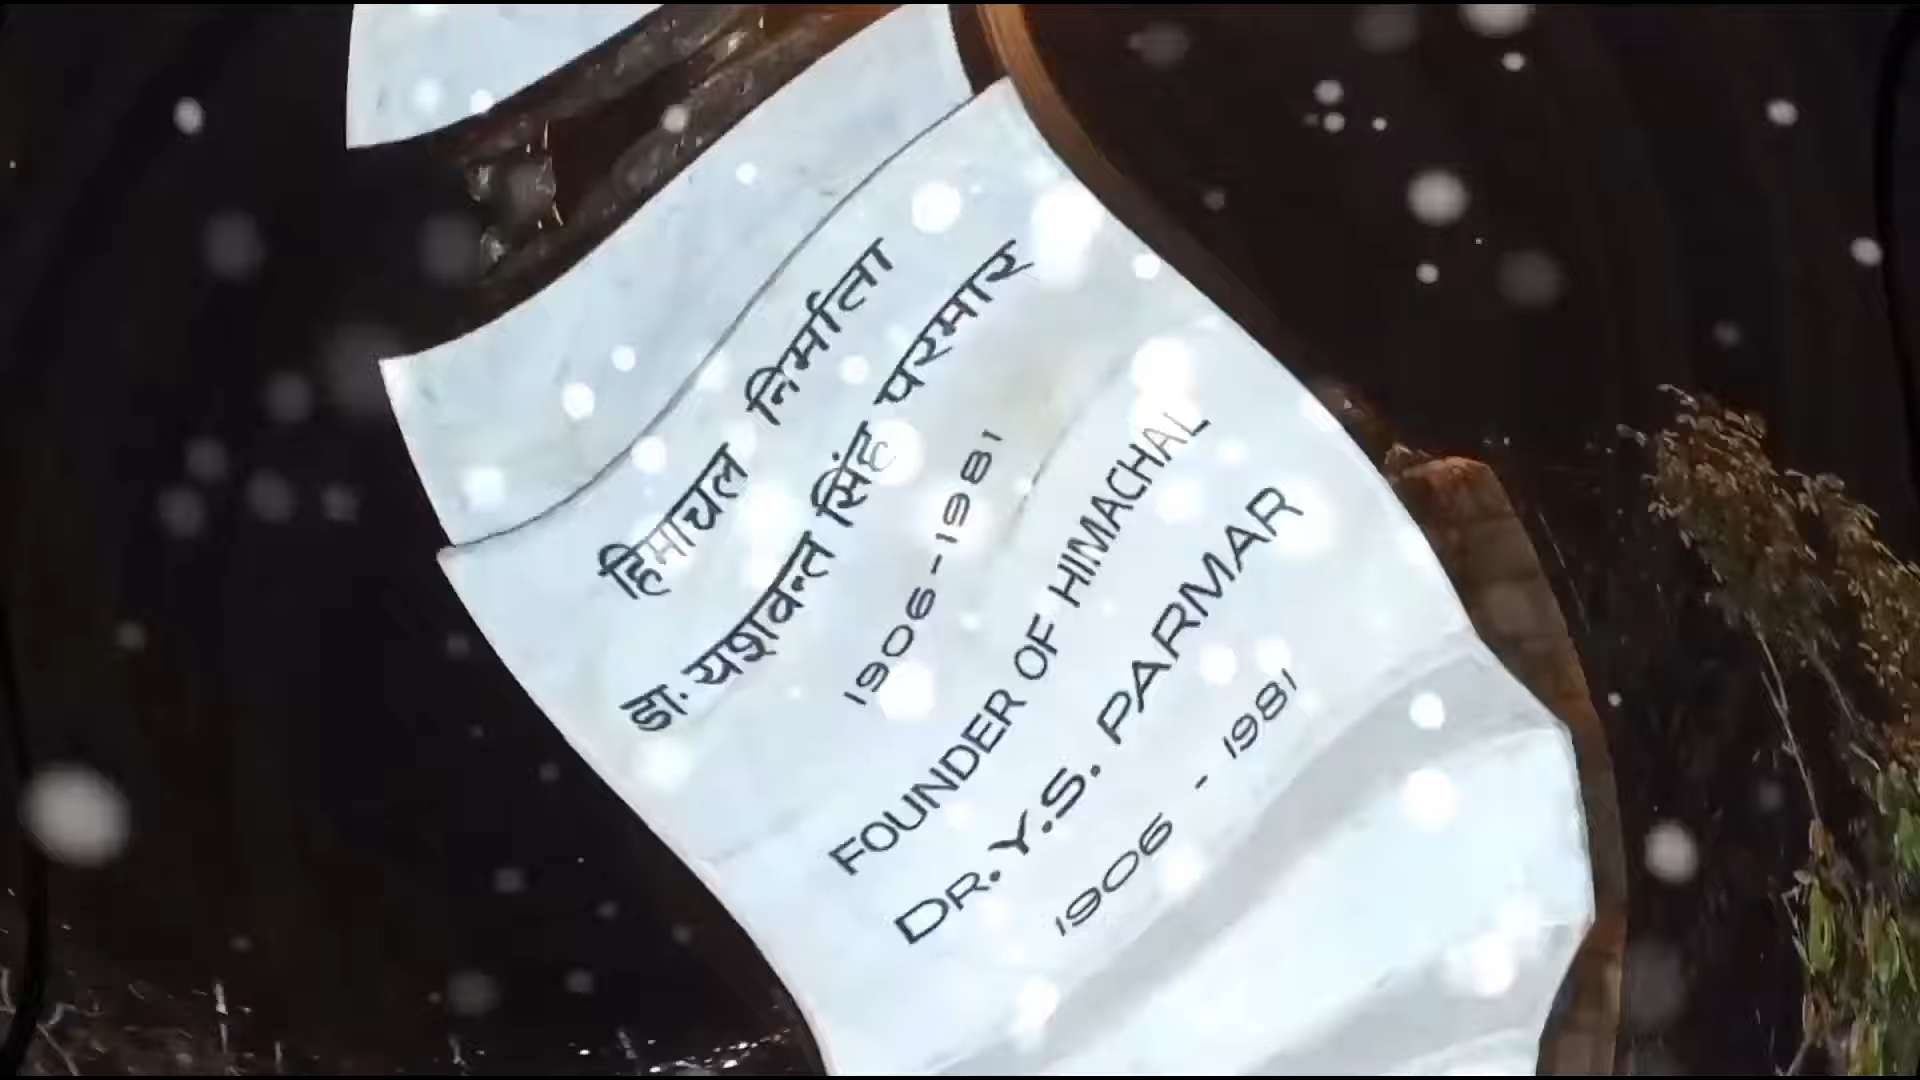 हिमाचल निर्माता
डा. यशवन्त सिंह परमार
1906-1981
FOUNDER OF HIMACHAL
DR. Y.S. PARMAR
1906 - 1981